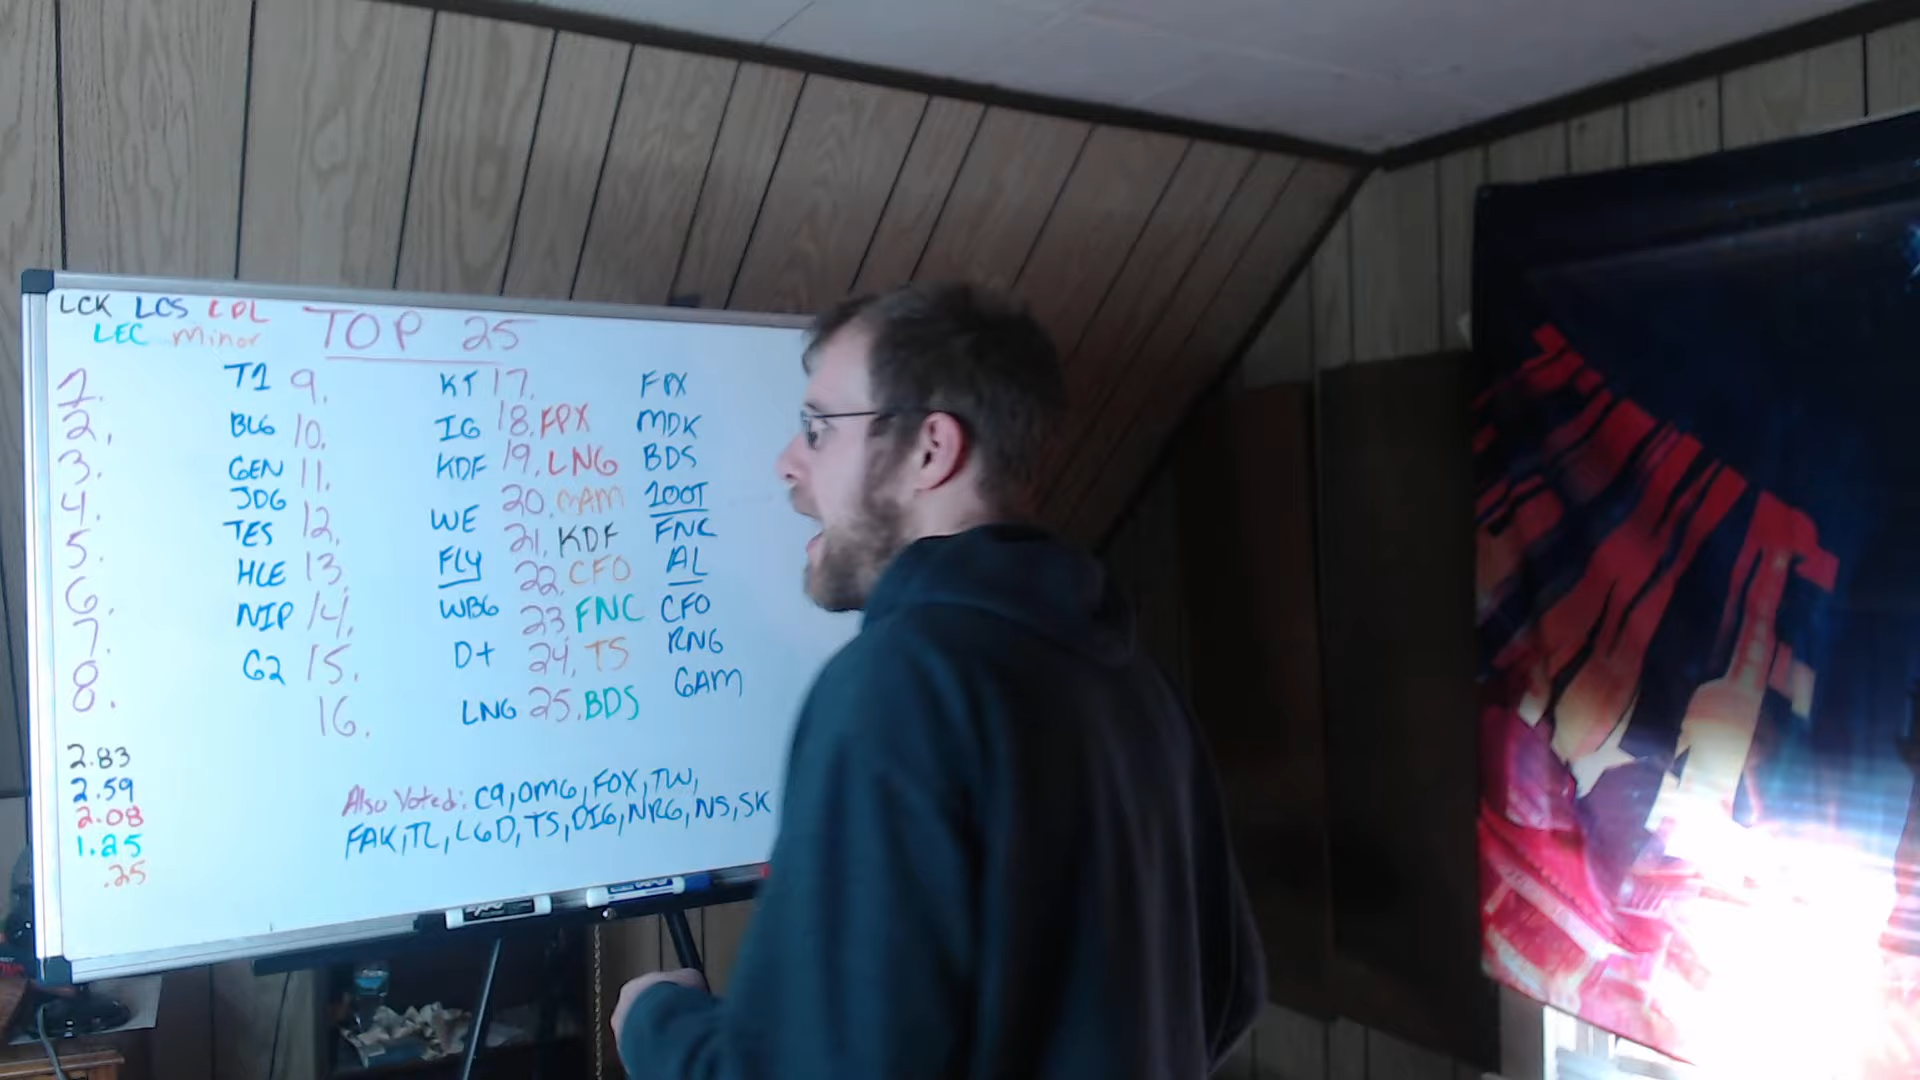 LCK LCS LPL
LEC Minor
TOP 25
1. T1 9. KT 17. FPX
2. BLG 10. IG 18. FPX MDK
3. GEN 11. KDF 19. LNG BDS
4. JDG 20. GAM 100T
5. TES 12. WE 21. KDF FNC
6. HLE 13. FLY 22. CFO AL
7. NIP 14. WBG 23 FNC CFO
8. G2 15. D+ 24. TS RNG
16. LNG 25. BDS GAM
2.83
2.59
2.08
1.25
.25
Also Voted: C9, OMG, FOX, TW,
FAK, TL, LGD, TS, DIG, NRG, NS, SK